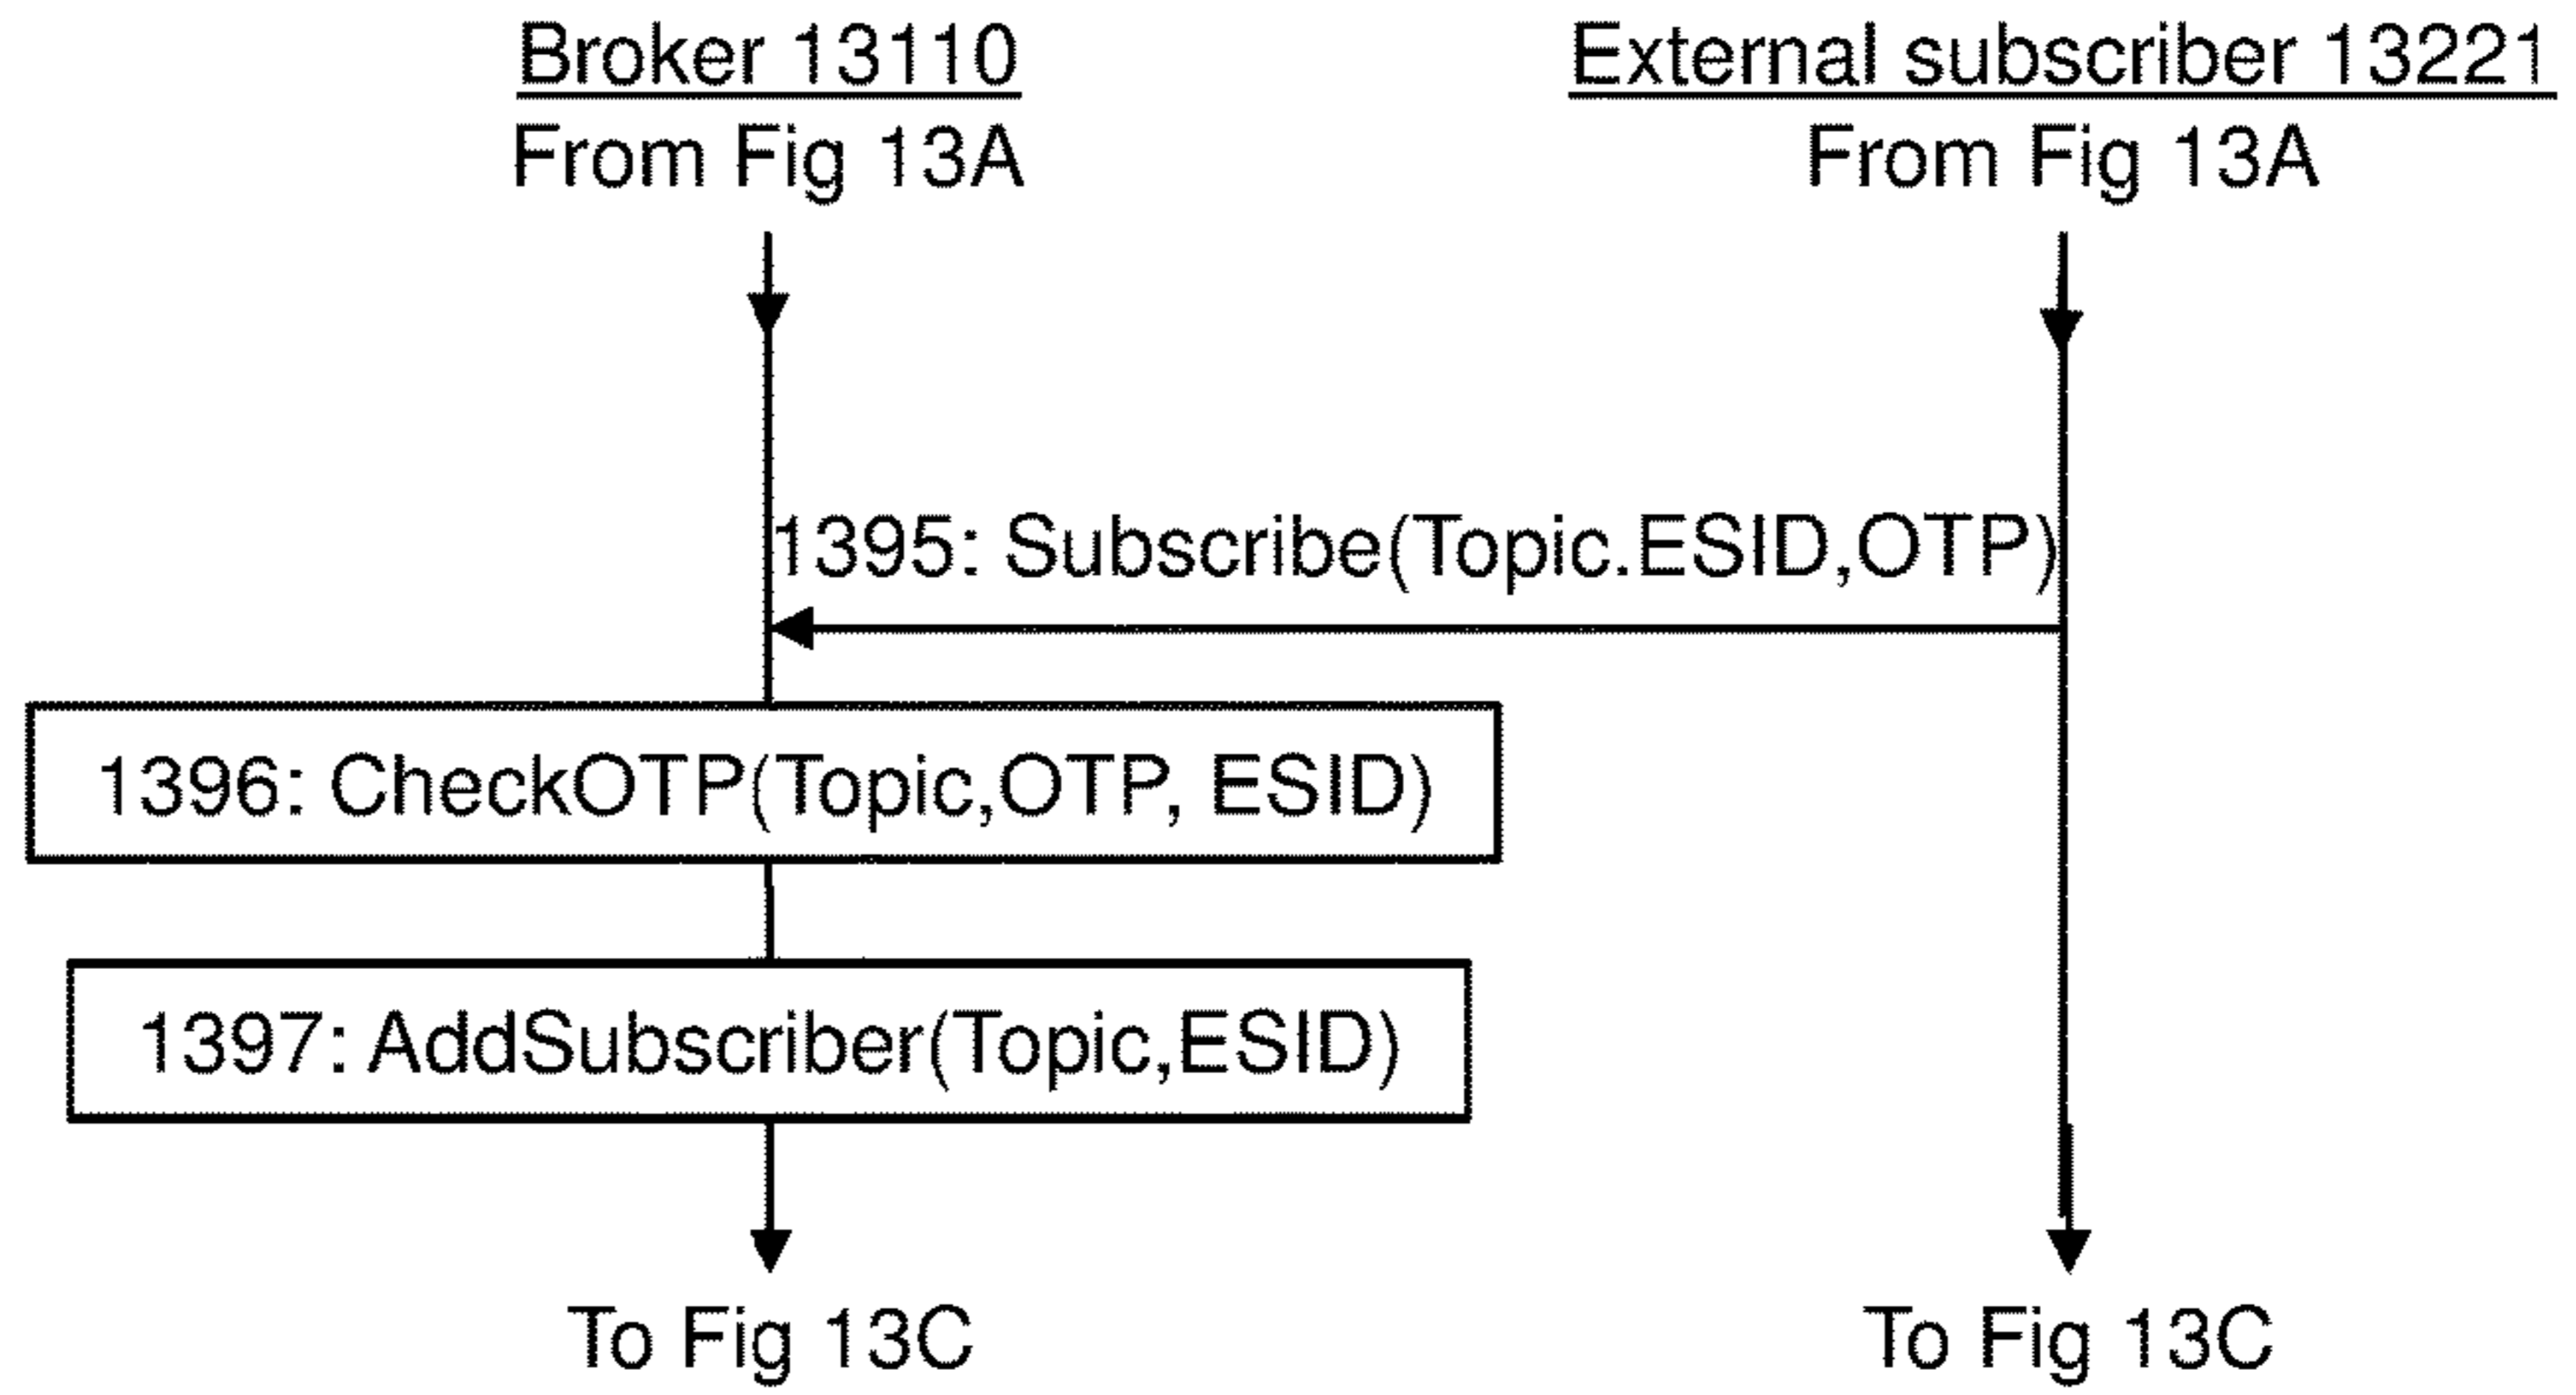 Broker 13110
External subscriber 13221
From Fig 13A
From Fig 13A
1395: Subscribe(Topic.ESID,OTP)
1396: CheckOTP(Topic,OTP, ESID)
1397: AddSubscriber(Topic,ESID)
To Fig 13C
To Fig 13C